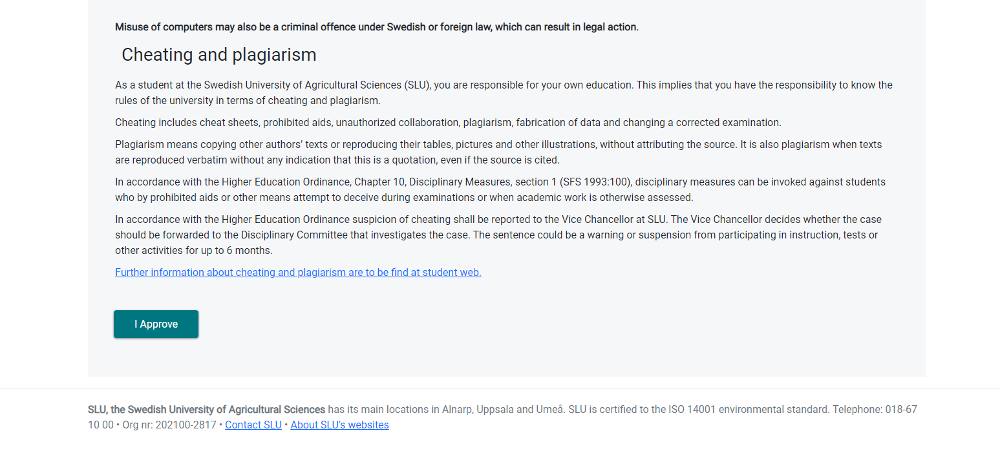 Misuse of computers may also be a criminal offence under Swedish or foreign law, which can result in legal action.
Cheating and plagiarism
As a student at the Swedish University of Agricultural Sciences (SLU), you are responsible for your own education. This implies that you have the responsibility to know the
rules of the university in terms of cheating and plagiarism.
Cheating includes cheat sheets, prohibited aids, unauthorized collaboration, plagiarism, fabrication of data and changing a corrected examination.
Plagiarism means copying other authors’ texts or reproducing their tables, pictures and other illustrations, without attributing the source. It is also plagiarism when texts
are reproduced verbatim without any indication that this is a quotation, even if the source is cited.
In accordance with the Higher Education Ordinance, Chapter 10, Disciplinary Measures, section 1 (SFS 1993:100), disciplinary measures can be invoked against students
who by prohibited aids or other means attempt to deceive during examinations or when academic work is otherwise assessed.
In accordance with the Higher Education Ordinance suspicion of cheating shall be reported to the Vice Chancellor at SLU. The Vice Chancellor decides whether the case
should be forwarded to the Disciplinary Committee that investigates the case. The sentence could be a warning or suspension from participating in instruction, tests or
other activities for up to 6 months.
Further information about cheating and plagiarism are to be find at student web.
I Approve
SLU, the Swedish University of Agricultural Sciences has its main locations in Alnarp, Uppsala and Umeå. SLU is certified to the ISO 14001 environmental standard. Telephone: 018-67
10 00 • Org nr: 202100-2817 • Contact SLU • About SLU's websites